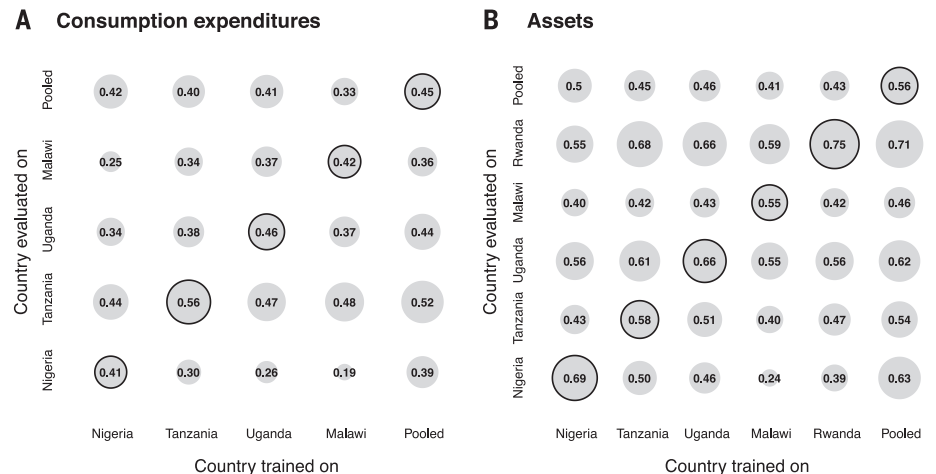 A Consumption expenditures
Country evaluated on
Pooled 0.42 0.40 0.41 0.33 0.45
Malawi 0.25 0.34 0.37 0.42 0.36
Uganda 0.34 0.38 0.46 0.37 0.44
Tanzania 0.44 0.56 0.47 0.48 0.52
Nigeria 0.41 0.30 0.26 0.19 0.39
Nigeria Tanzania Uganda Malawi Pooled
Country trained on
B Assets
Country evaluated on
Pooled 0.5 0.45 0.46 0.41 0.43 0.56
Rwanda 0.55 0.68 0.66 0.59 0.75 0.71
Malawi 0.40 0.42 0.43 0.55 0.42 0.46
Uganda 0.56 0.61 0.66 0.55 0.56 0.62
Tanzania 0.43 0.58 0.51 0.40 0.47 0.54
Nigeria 0.69 0.50 0.46 0.24 0.39 0.63
Nigeria Tanzania Uganda Malawi Rwanda Pooled
Country trained on